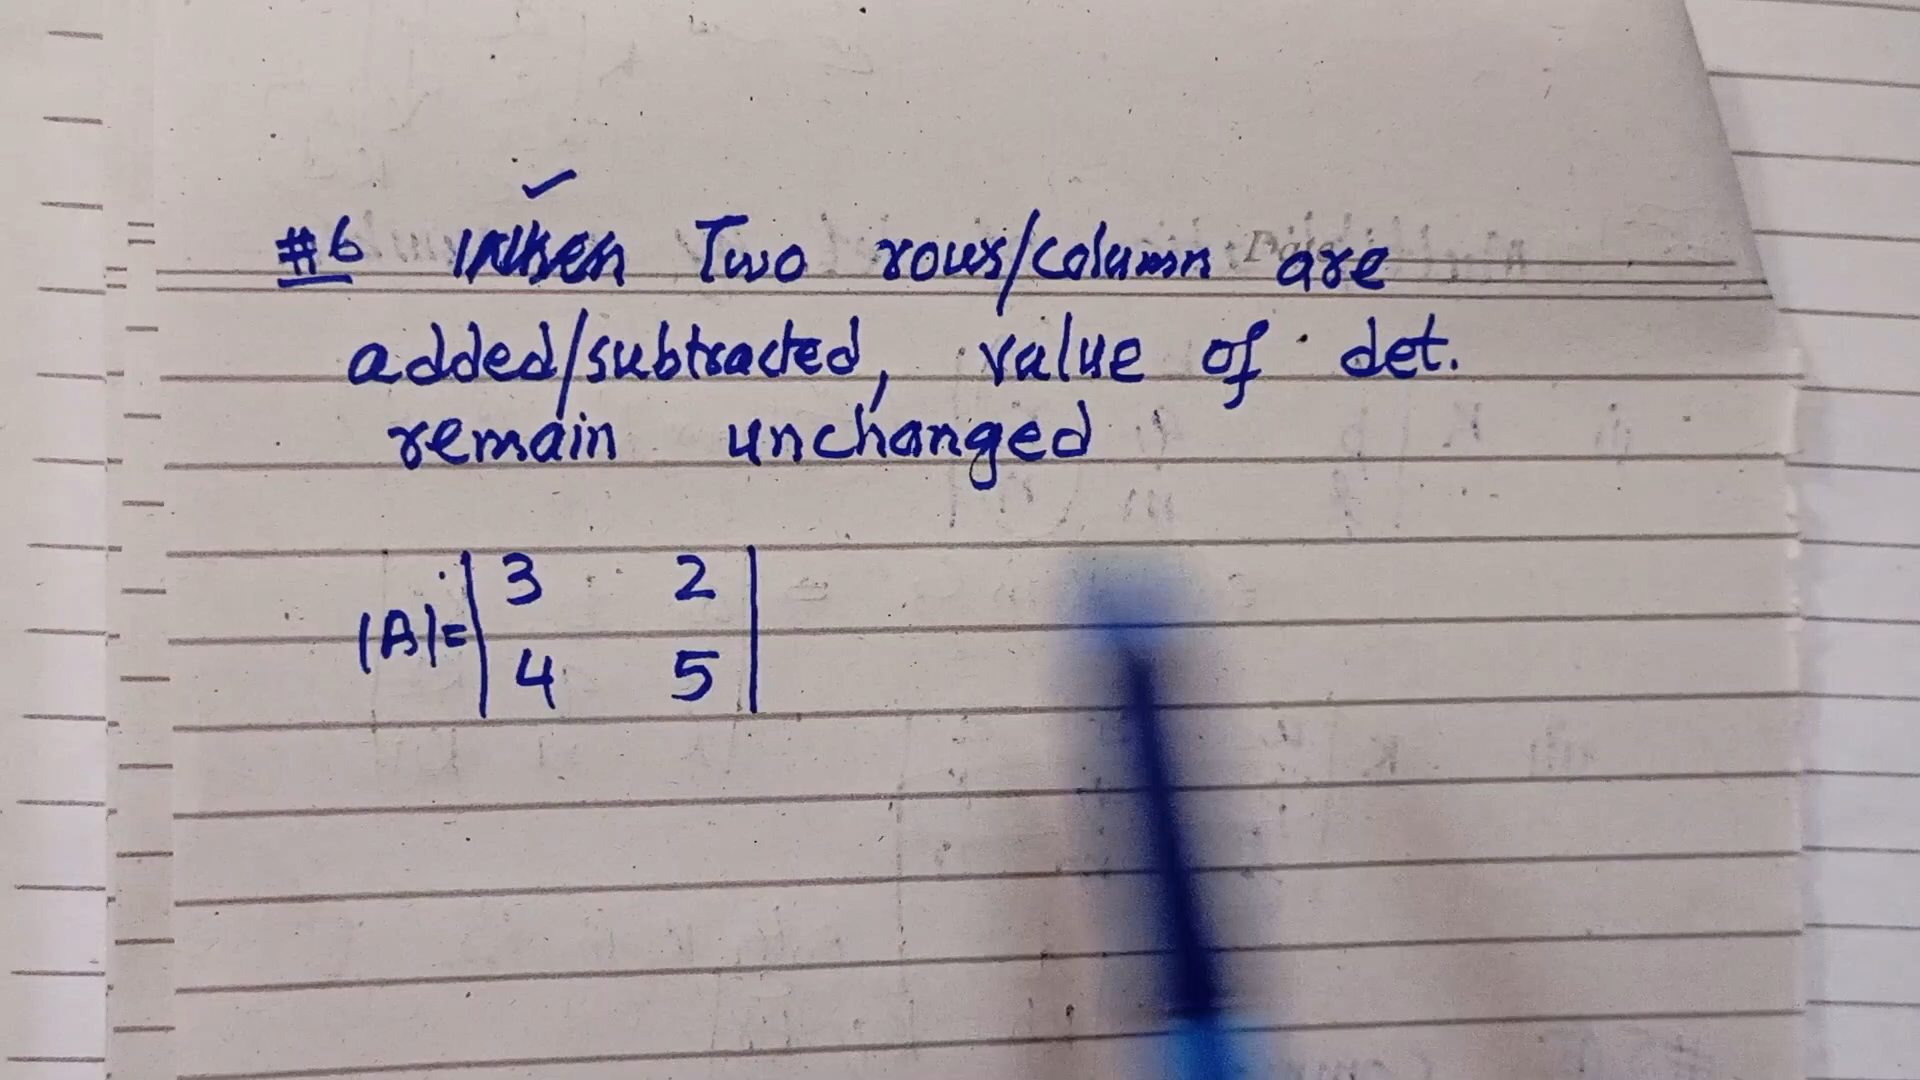 #6 When Two rows/column are
added/subtracted, value of det.
remain unchanged
|A|= | 3 2 |
| 4 5 |